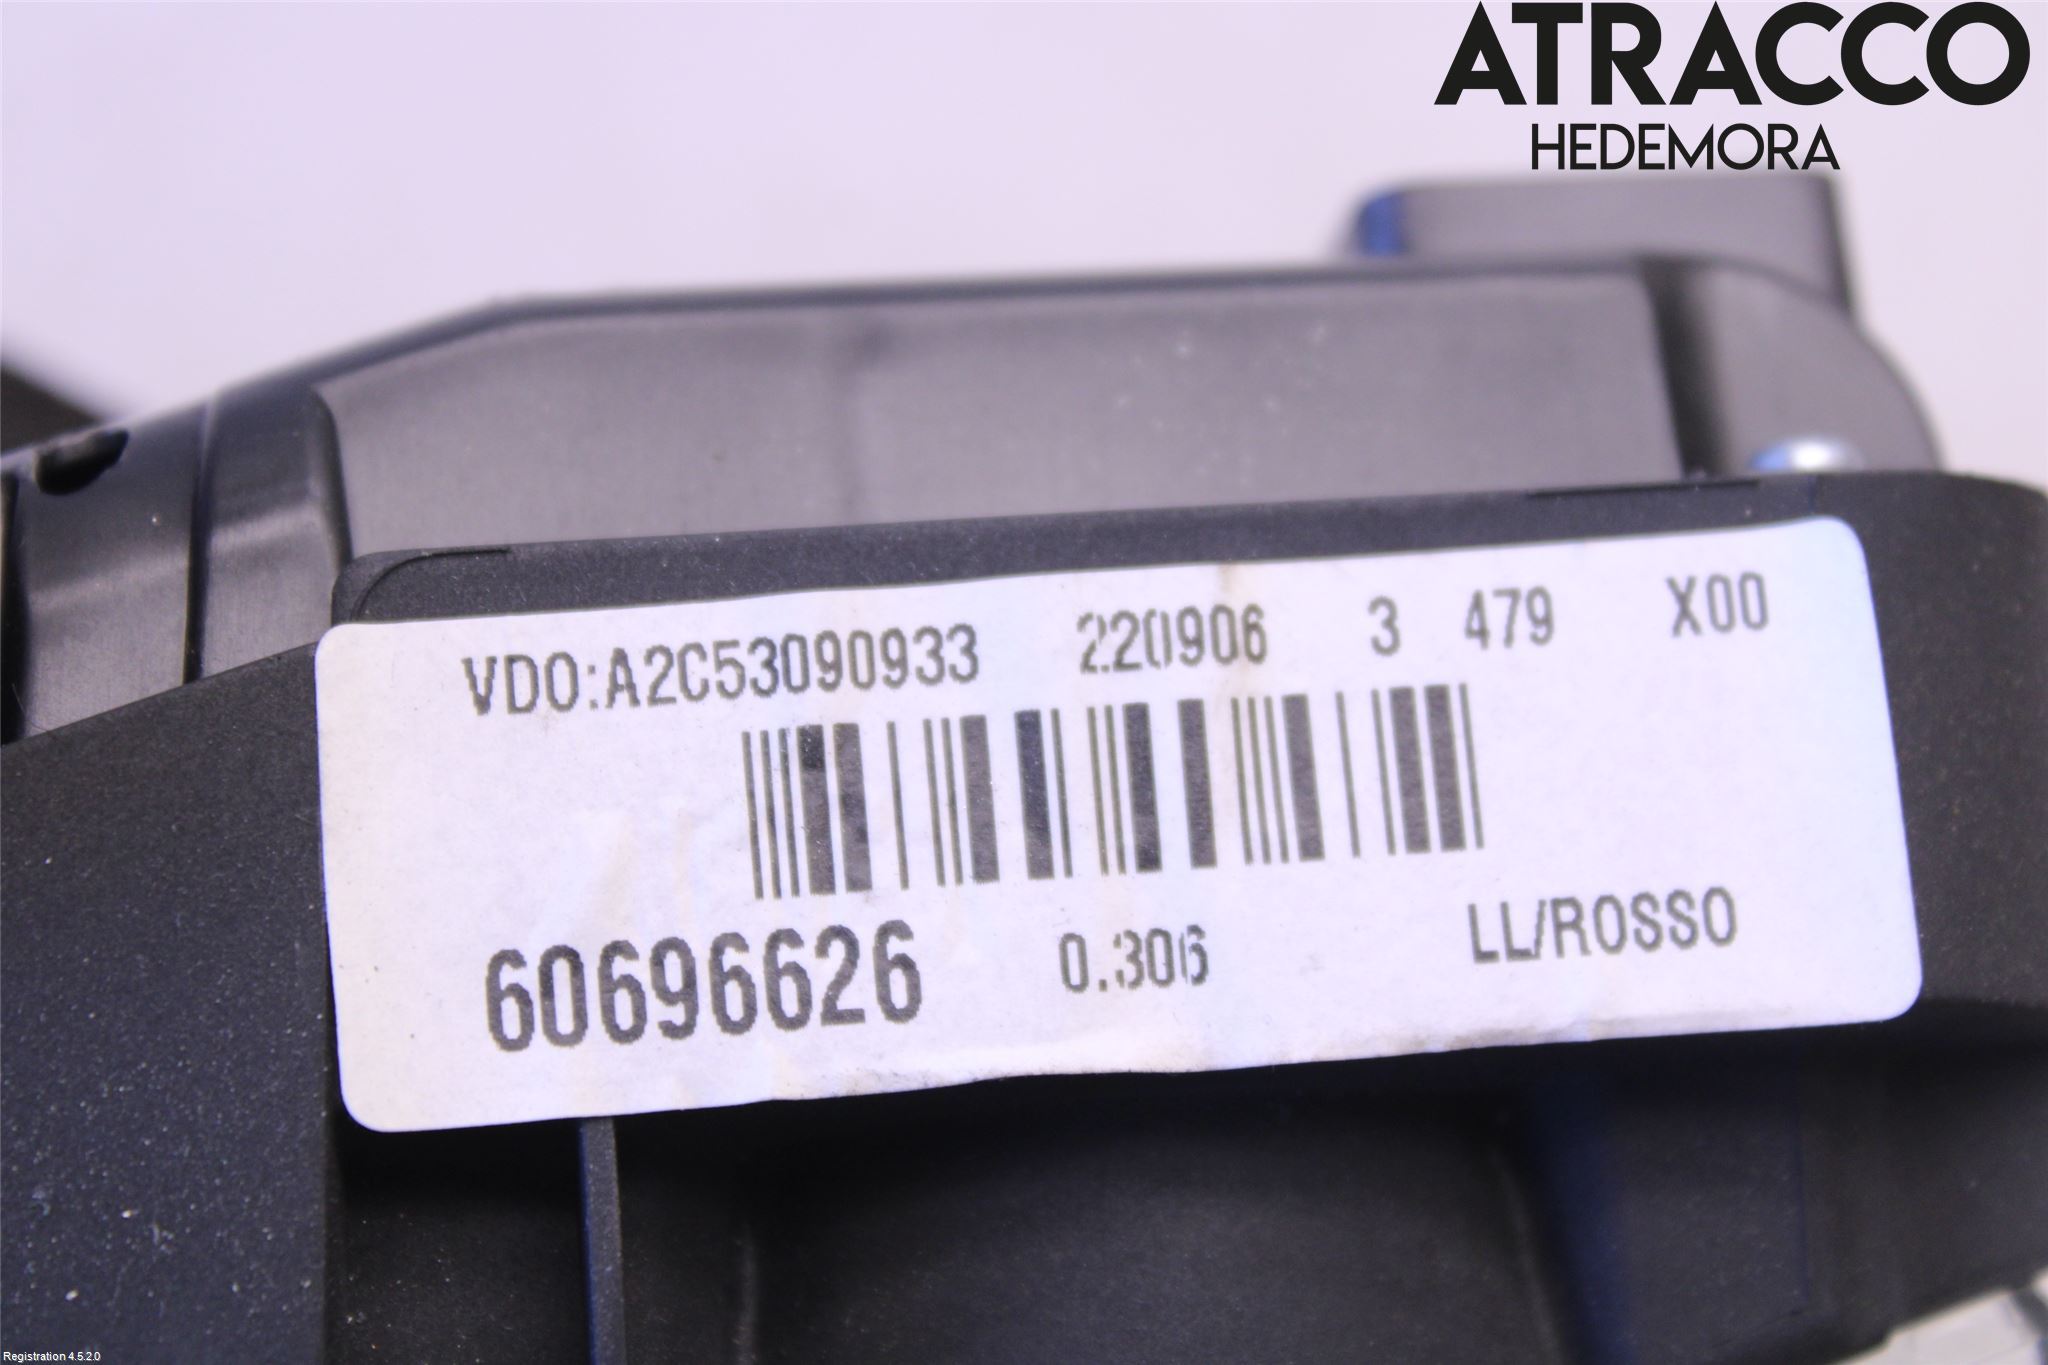 ATRACCO
HEDEMORA
VDO:A2C53090933 220906 3 479 X00
60696626 0.306 LL/ROSSO
Registration 4.5.2.0